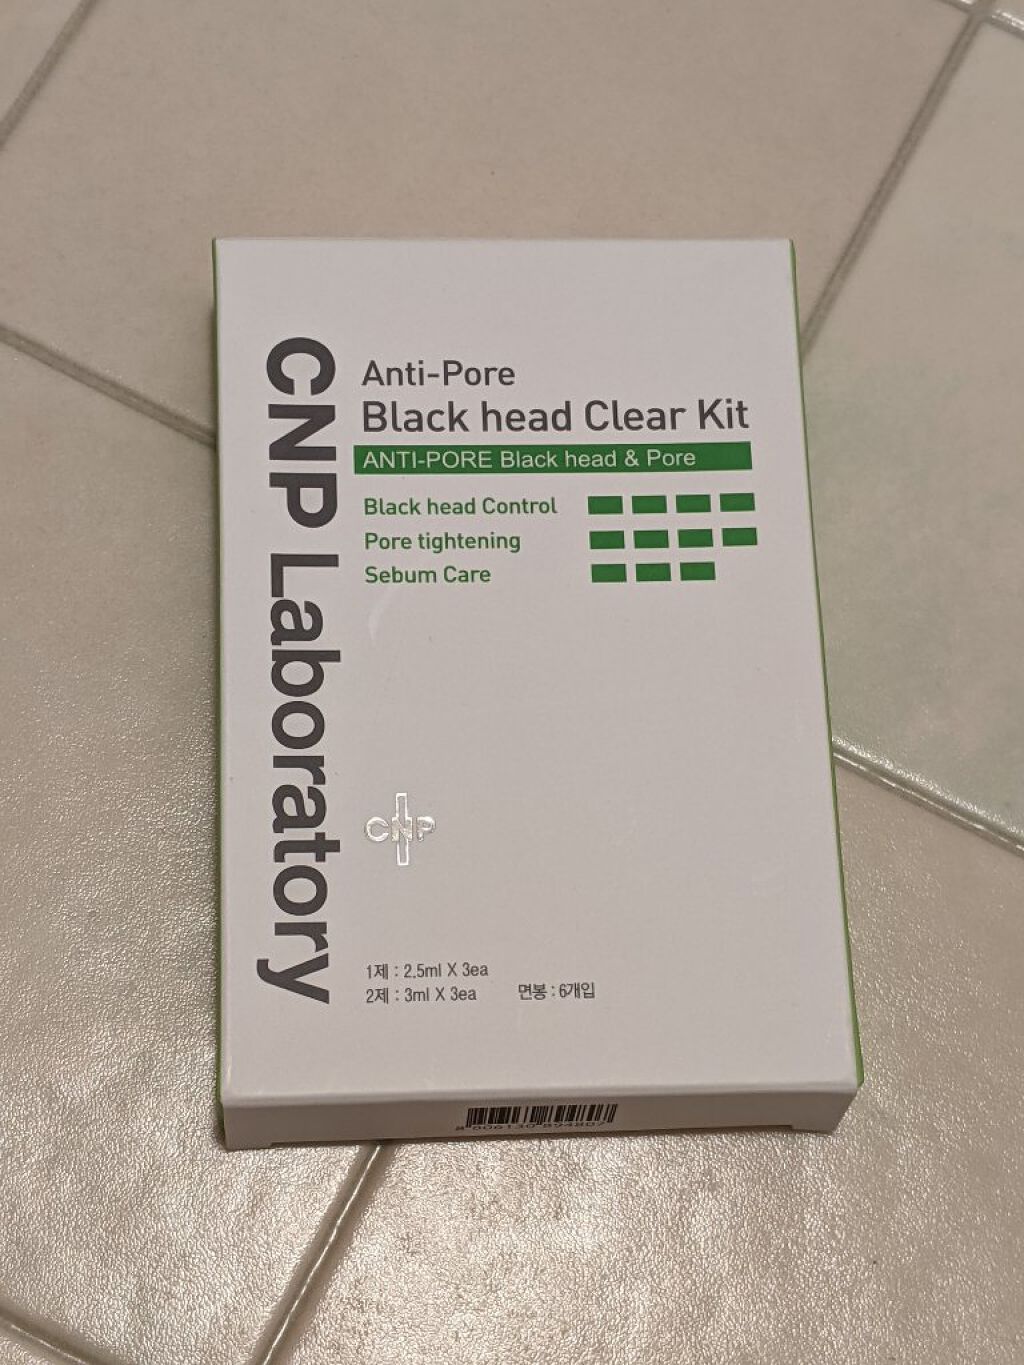 CNP Laboratory
Anti-Pore
Black head Clear Kit
ANTI-PORE Black head & Pore
Black head Control
Pore tightening
Sebum Care
CNP
1제 : 2.5ml X 3ea
2제 : 3ml X 3ea
면봉 : 6개입